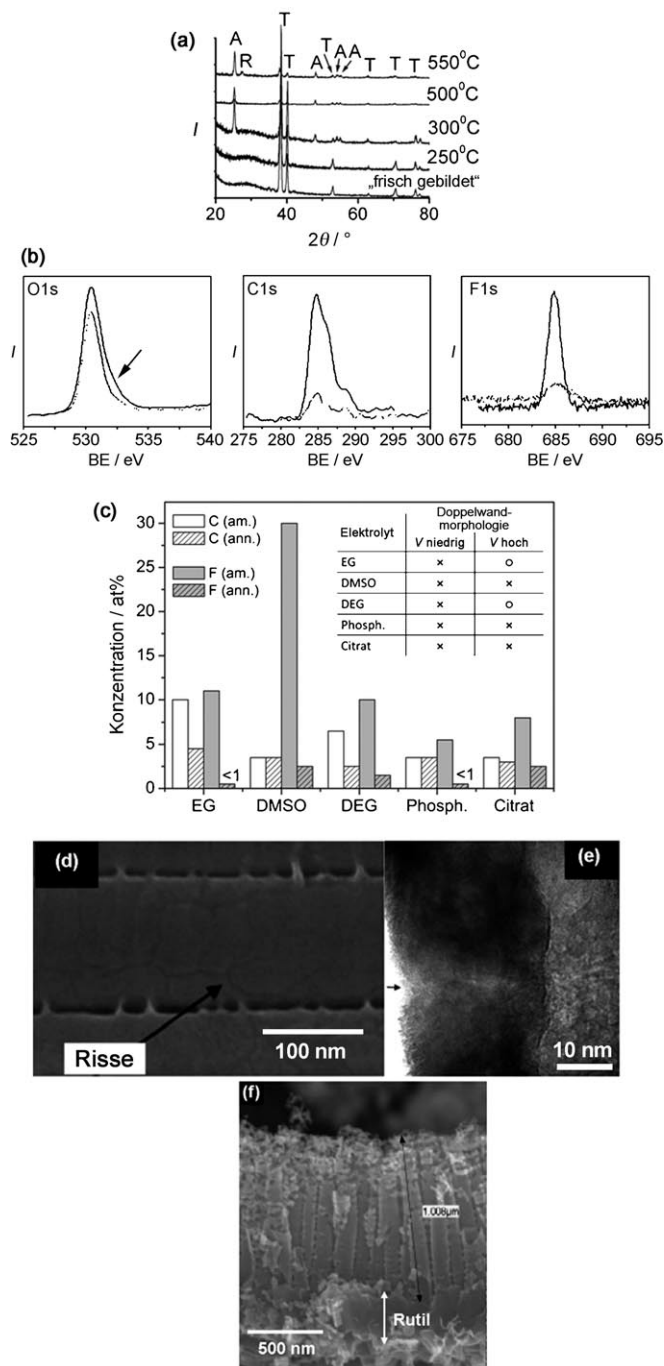 (a)
A R T T A T A A T T T
550°C
500°C
300°C
250°C
„frisch gebildet“
I
20 40 60 80
2θ / °
(b)
O1s
C1s
F1s
I
I
I
525 530 535 540
275 285 295 300
675 680 685 690 695
BE / eV
BE / eV
BE / eV
(c)
C (am.)
C (ann.)
F (am.)
F (ann.)
Elektrolyt
Doppelwand-
morphologie
V niedrig V hoch
EG × o
DMSO × ×
DEG × o
Phosph. × ×
Citrat × ×
Konzentration / at%
30
25
20
15
10
5
0
<1
<1
EG DMSO DEG Phosph. Citrat
(d)
Risse
100 nm
(e)
10 nm
(f)
1.008µm
Rutil
500 nm